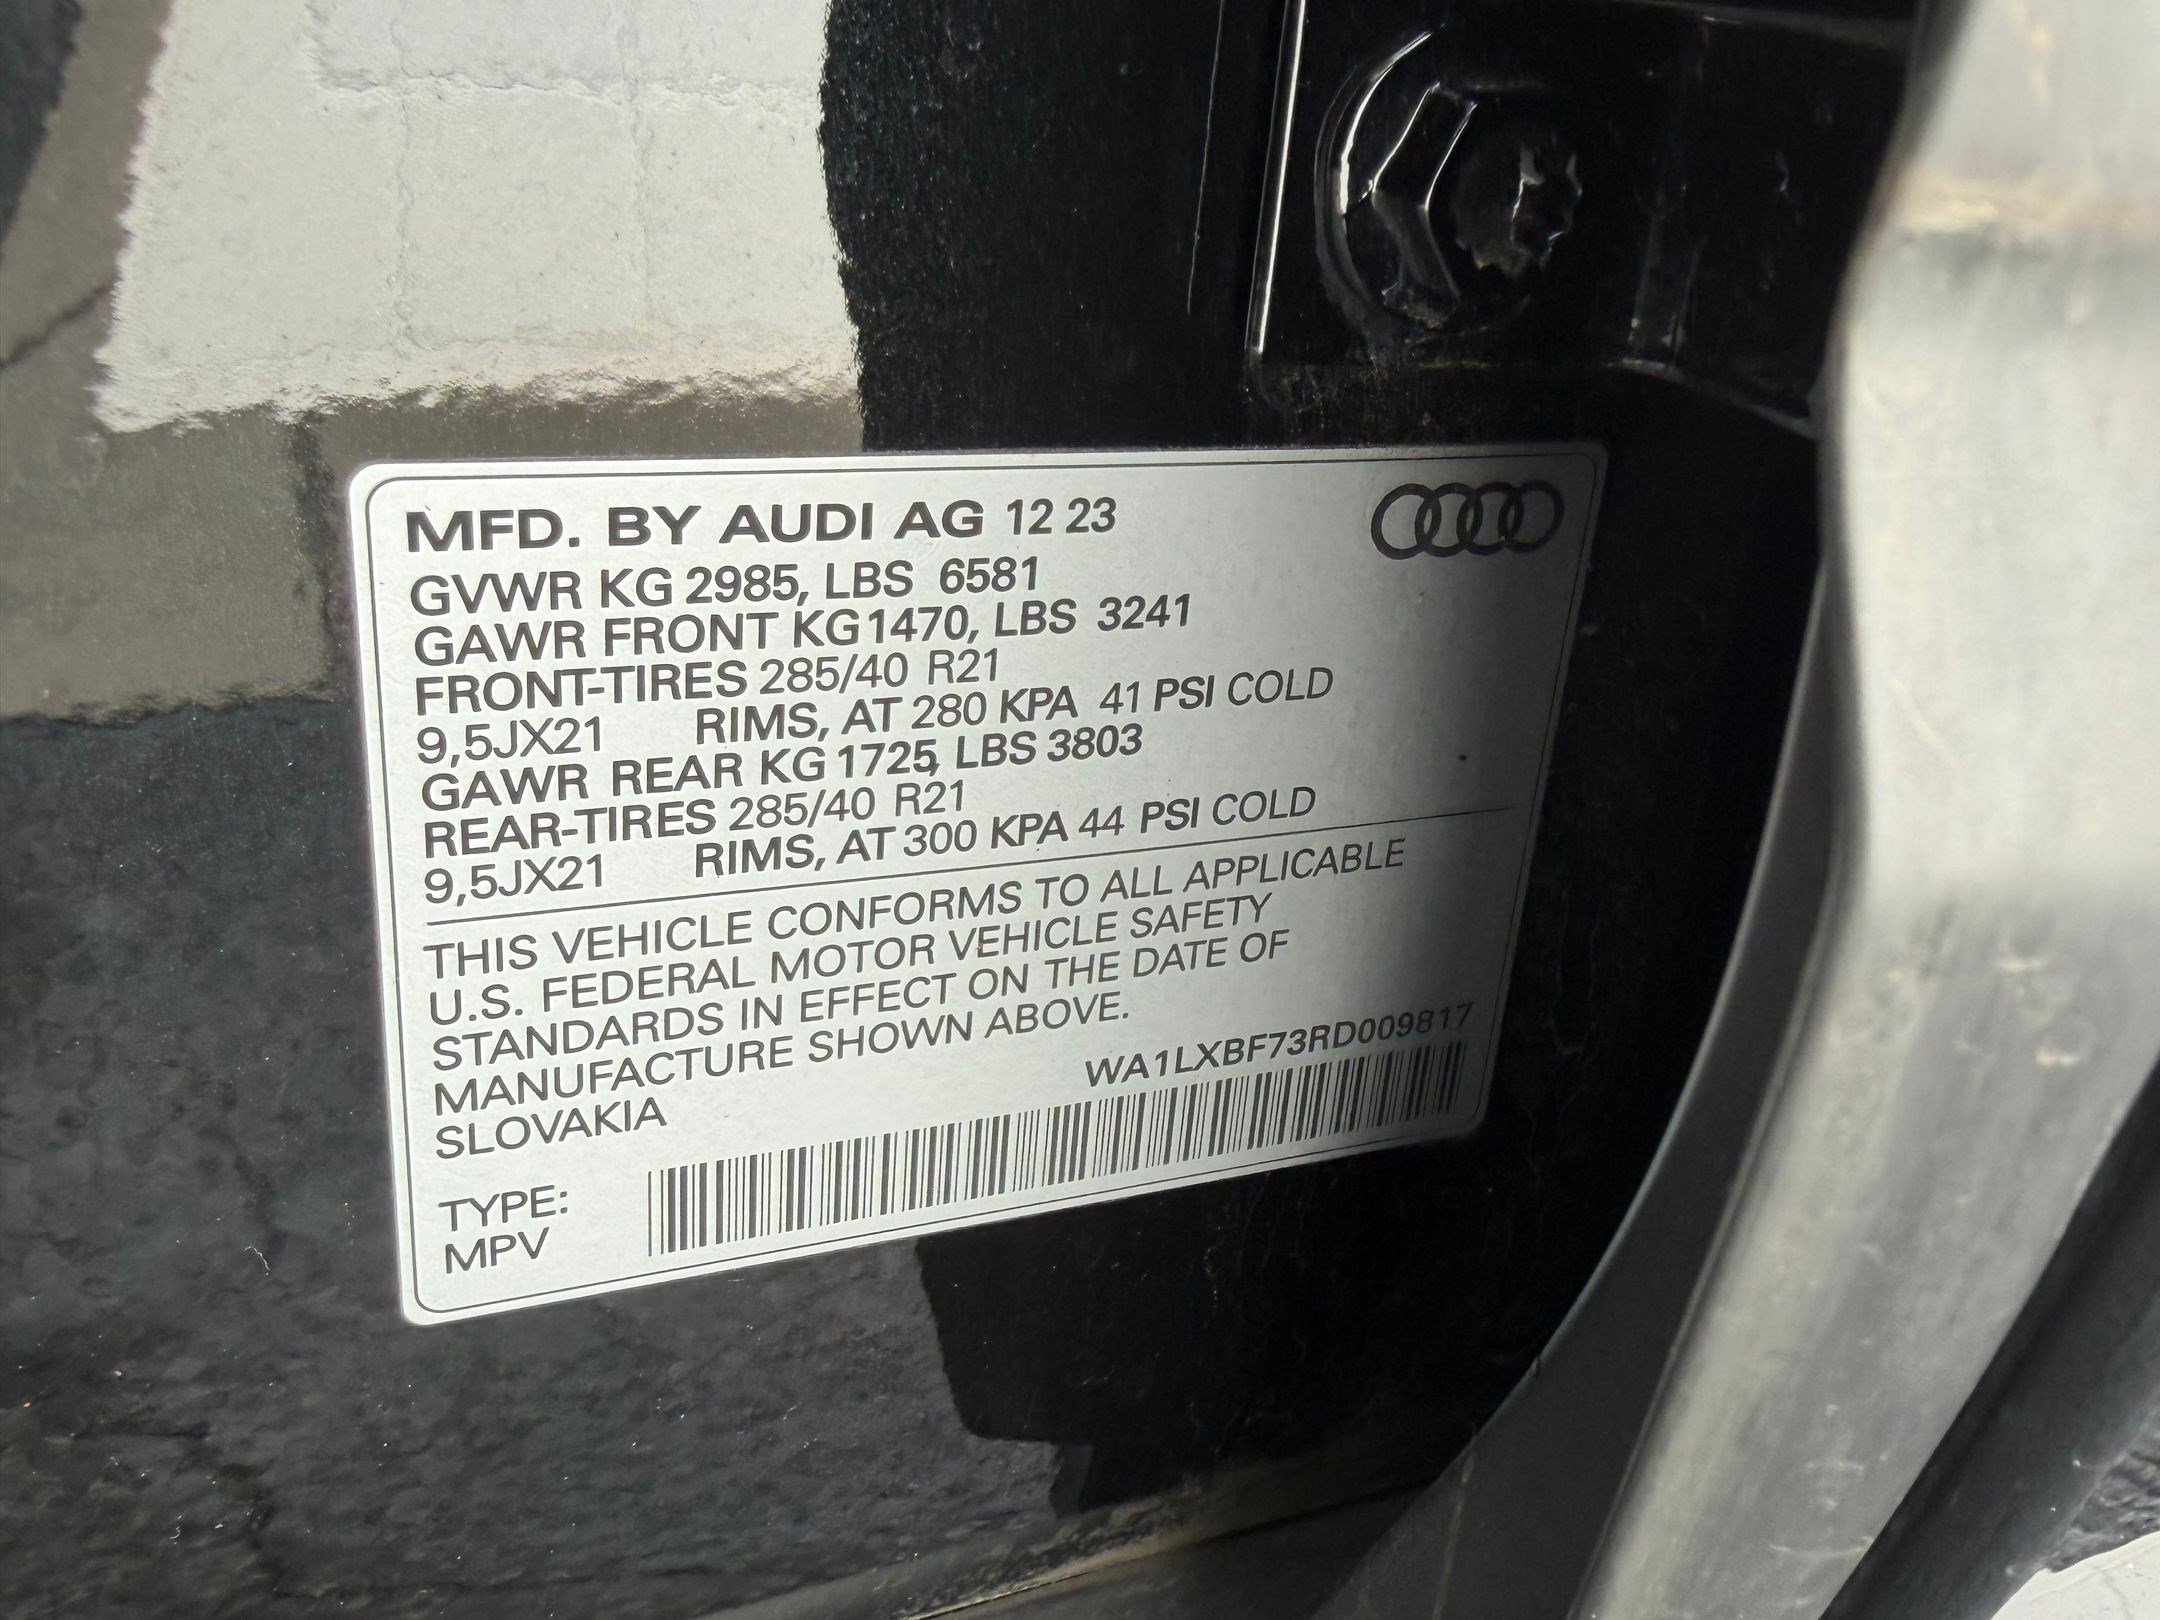 MFD. BY AUDI AG 12 23
GVWR KG 2985, LBS 6581
GAWR FRONT KG 1470, LBS 3241
FRONT-TIRES 285/40 R21
9,5JX21 RIMS, AT 280 KPA 41 PSI COLD
GAWR REAR KG 1725, LBS 3803
REAR-TIRES 285/40 R21
9,5JX21 RIMS, AT 300 KPA 44 PSI COLD
THIS VEHICLE CONFORMS TO ALL APPLICABLE
U.S. FEDERAL MOTOR VEHICLE SAFETY
STANDARDS IN EFFECT ON THE DATE OF
MANUFACTURE SHOWN ABOVE.
SLOVAKIA
WA1LXBF73RD009817
TYPE:
MPV